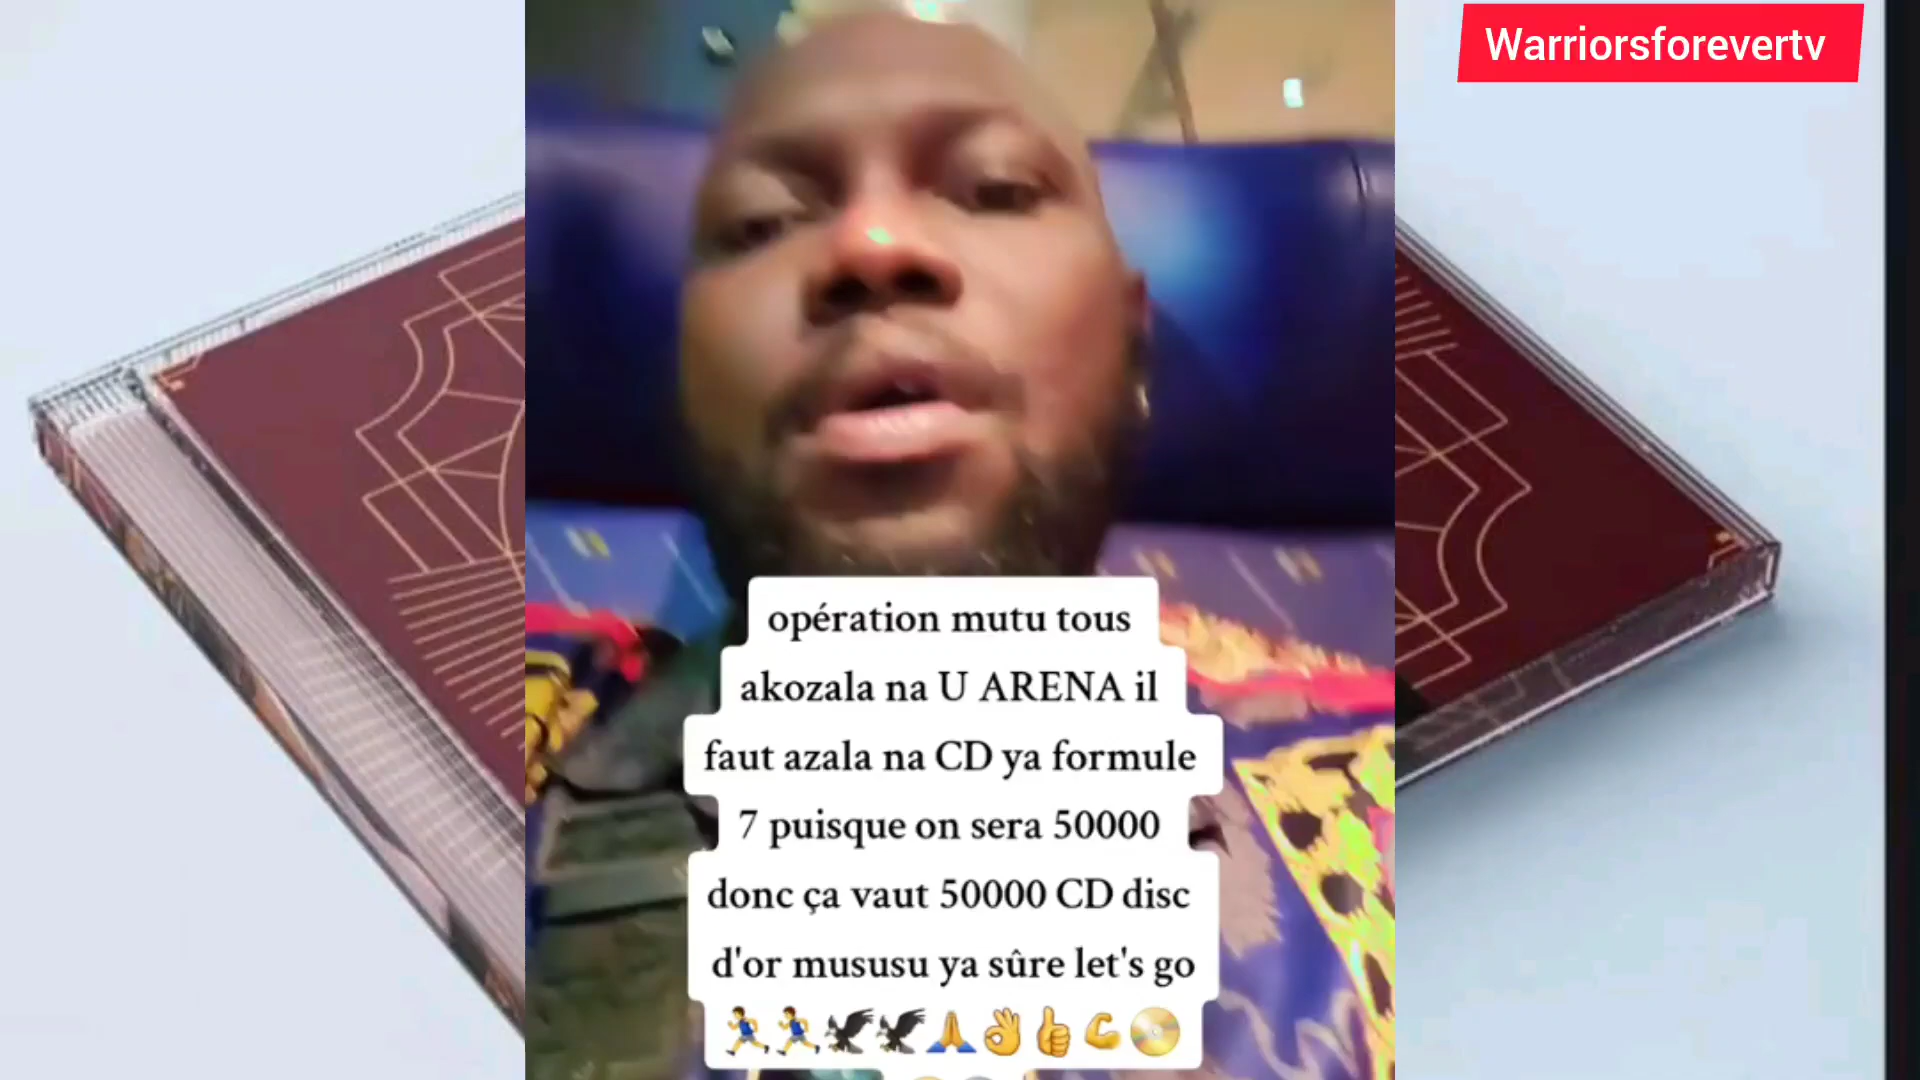 Warriorsforevertv
opération mutu tous
akozala na U ARENA il
faut azala na CD ya formule
7 puisque on sera 50000
donc ça vaut 50000 CD disc
d'or mususu ya sûre let's go
🏃🏃🦅🦅🙏👌👍💪📀